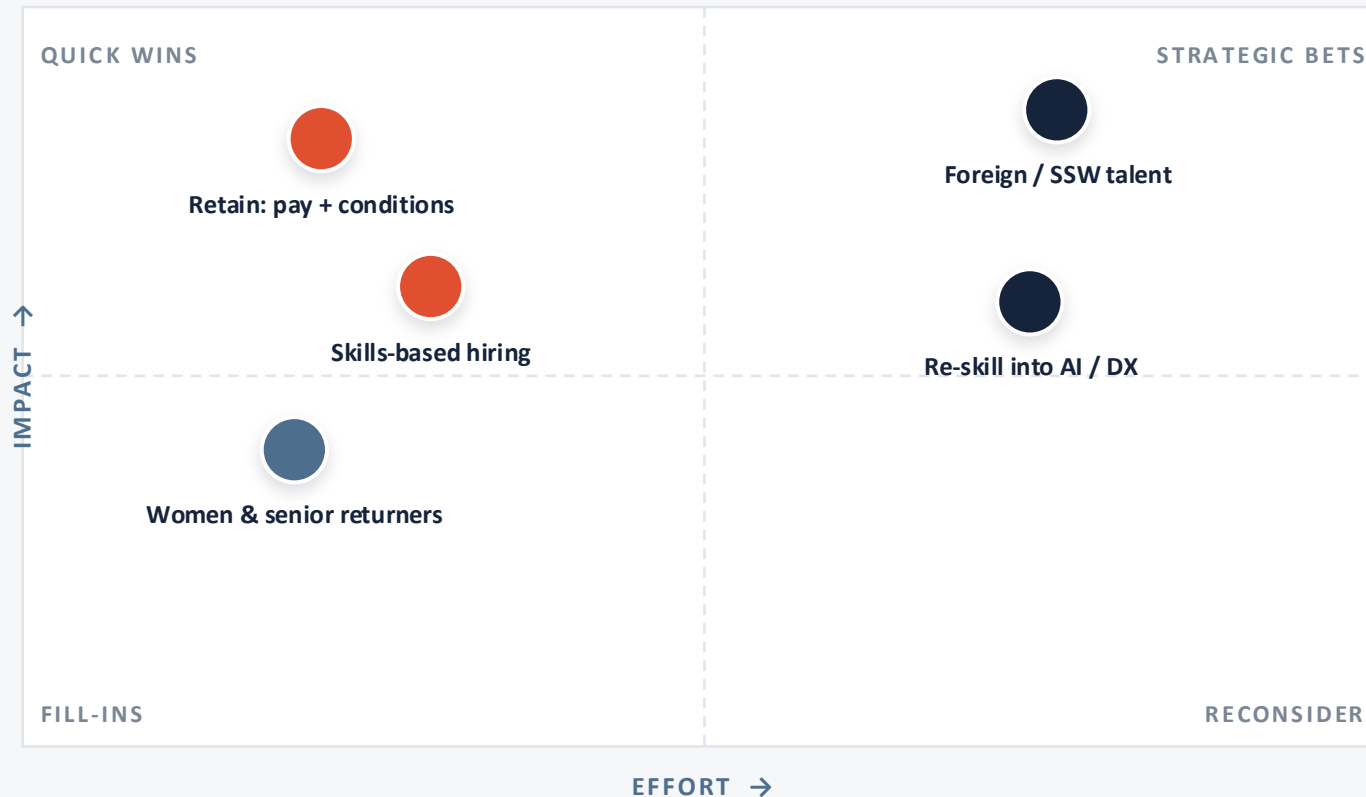 QUICK WINS
STRATEGIC BETS
Retain: pay + conditions
Foreign / SSW talent
Skills-based hiring
Re-skill into AI / DX
IMPACT →
Women & senior returners
FILL-INS
RECONSIDER
EFFORT →